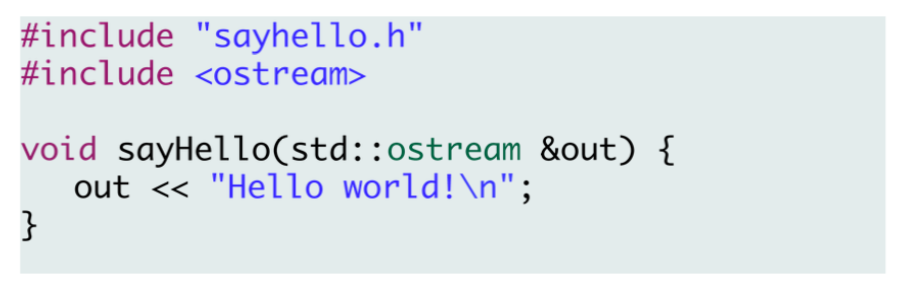 #include "sayhello.h"
#include <ostream>
void sayHello(std::ostream &out) {
out << "Hello world!\n";
}